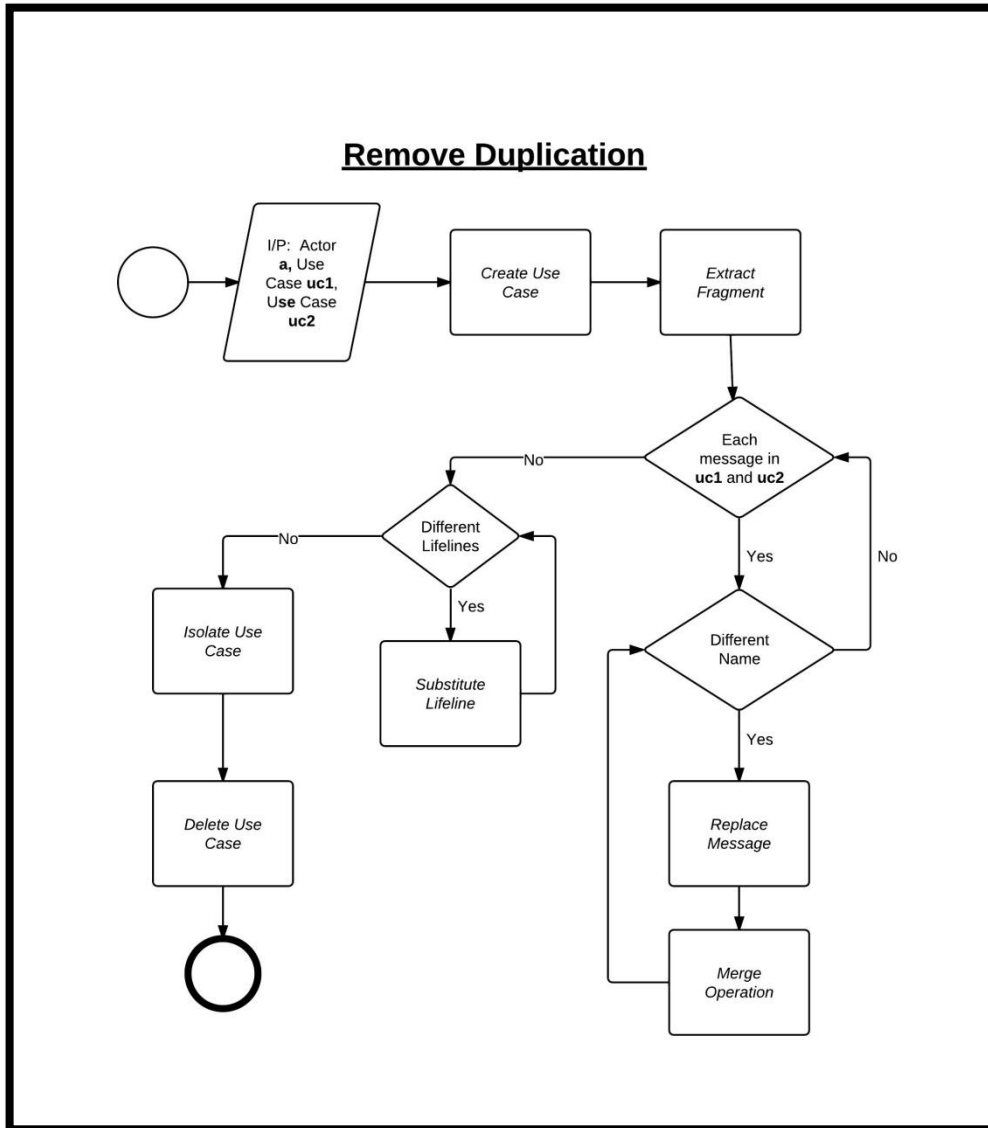 Remove Duplication
I/P: Actor
a, Use
Case uc1,
Use Case
uc2
Create Use
Case
Extract
Fragment
Each
message in
uc1 and uc2
No
Yes
No
Different
Lifelines
No
Yes
Isolate Use
Case
Substitute
Lifeline
Different
Name
Yes
Delete Use
Case
Replace
Message
Merge
Operation